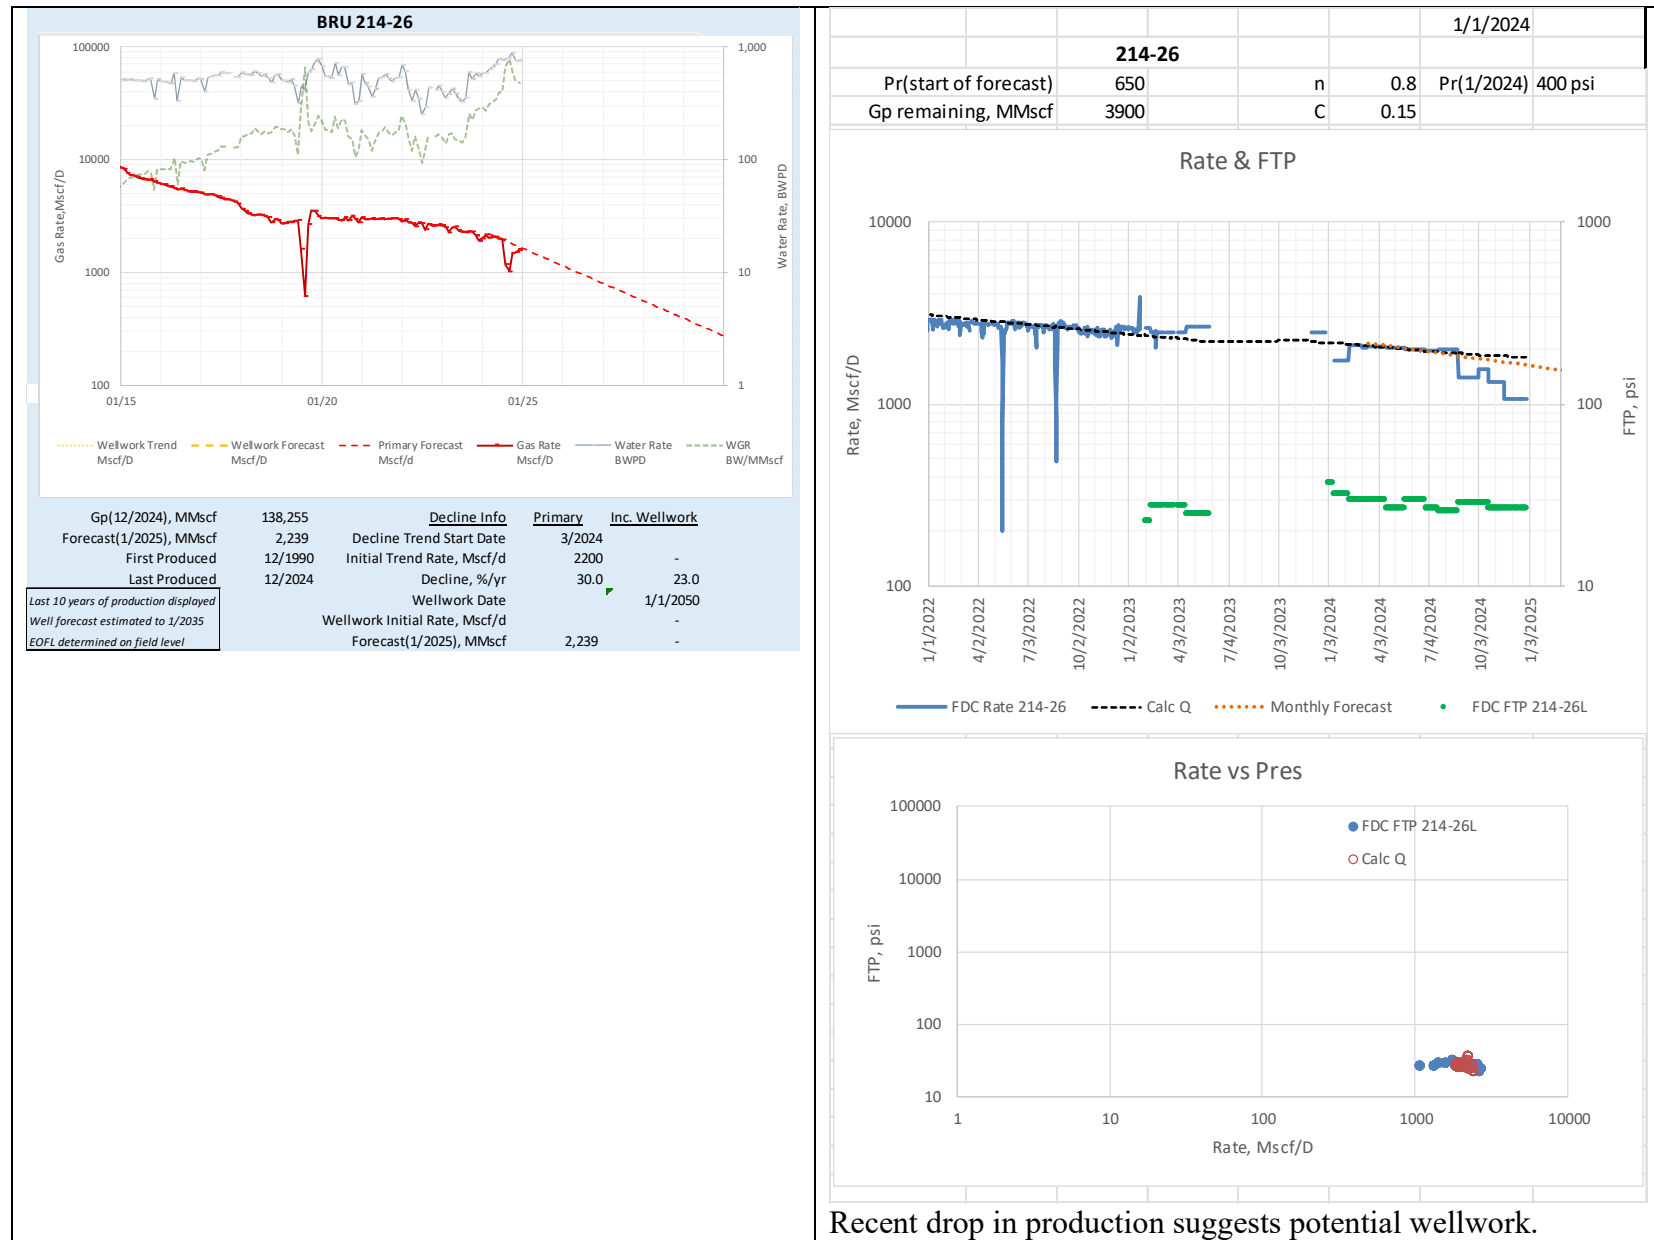 BRU 214-26
100000
10000
1000
100
1,000
100
10
1
Gas Rate,Mscf/D
Water Rate, BWPD
01/15 01/20 01/25
Wellwork Trend Mscf/D
Wellwork Forecast Mscf/D
Primary Forecast Mscf/d
Gas Rate Mscf/D
Water Rate BWPD
WGR BW/MMscf
Gp(12/2024), MMscf 138,255 Decline Info Primary Inc. Wellwork
Forecast(1/2025), MMscf 2,239 Decline Trend Start Date 3/2024
First Produced 12/1990 Initial Trend Rate, Mscf/d 2200 -
Last Produced 12/2024 Decline, %/yr 30.0 23.0
Last 10 years of production displayed Wellwork Date 1/1/2050
Well forecast estimated to 1/2035 Wellwork Initial Rate, Mscf/d -
EOFL determined on field level Forecast(1/2025), MMscf 2,239 -
1/1/2024
214-26
Pr(start of forecast) 650 n 0.8 Pr(1/2024) 400 psi
Gp remaining, MMscf 3900 C 0.15
Rate & FTP
10000
1000
100
1000
100
10
Rate, Mscf/D
FTP, psi
1/1/2022
4/2/2022
7/3/2022
10/2/2022
1/2/2023
4/3/2023
7/4/2023
10/3/2023
1/3/2024
4/3/2024
7/4/2024
10/3/2024
1/3/2025
FDC Rate 214-26 Calc Q Monthly Forecast FDC FTP 214-26L
Rate vs Pres
100000
10000
1000
100
10
FTP, psi
FDC FTP 214-26L
Calc Q
1 10 100 1000 10000
Rate, Mscf/D
Recent drop in production suggests potential wellwork.